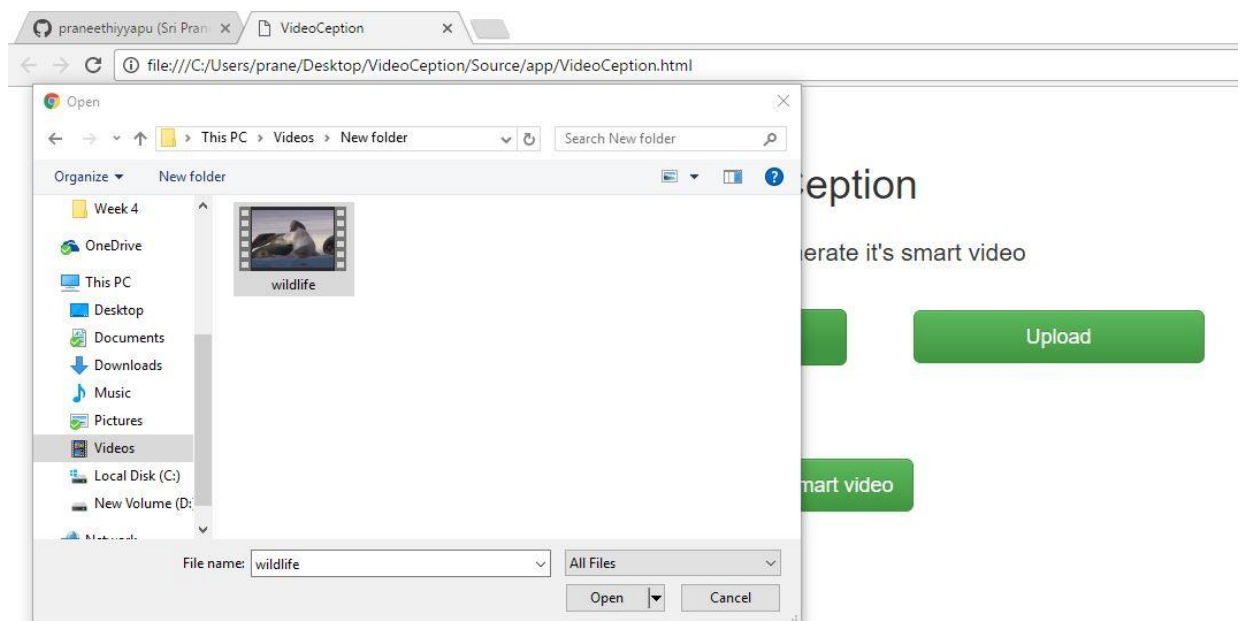 praneethiyyapu (Sri Pran
VideoCeption
file:///C:/Users/prane/Desktop/VideoCeption/Source/app/VideoCeption.html
Open
This PC > Videos > New folder
Search New folder
Organize
New folder
Week 4
OneDrive
This PC
Desktop
Documents
Downloads
Music
Pictures
Videos
Local Disk (C:)
New Volume (D:
wildlife
File name: wildlife
All Files
Open
Cancel
eption
erate it's smart video
Upload
mart video